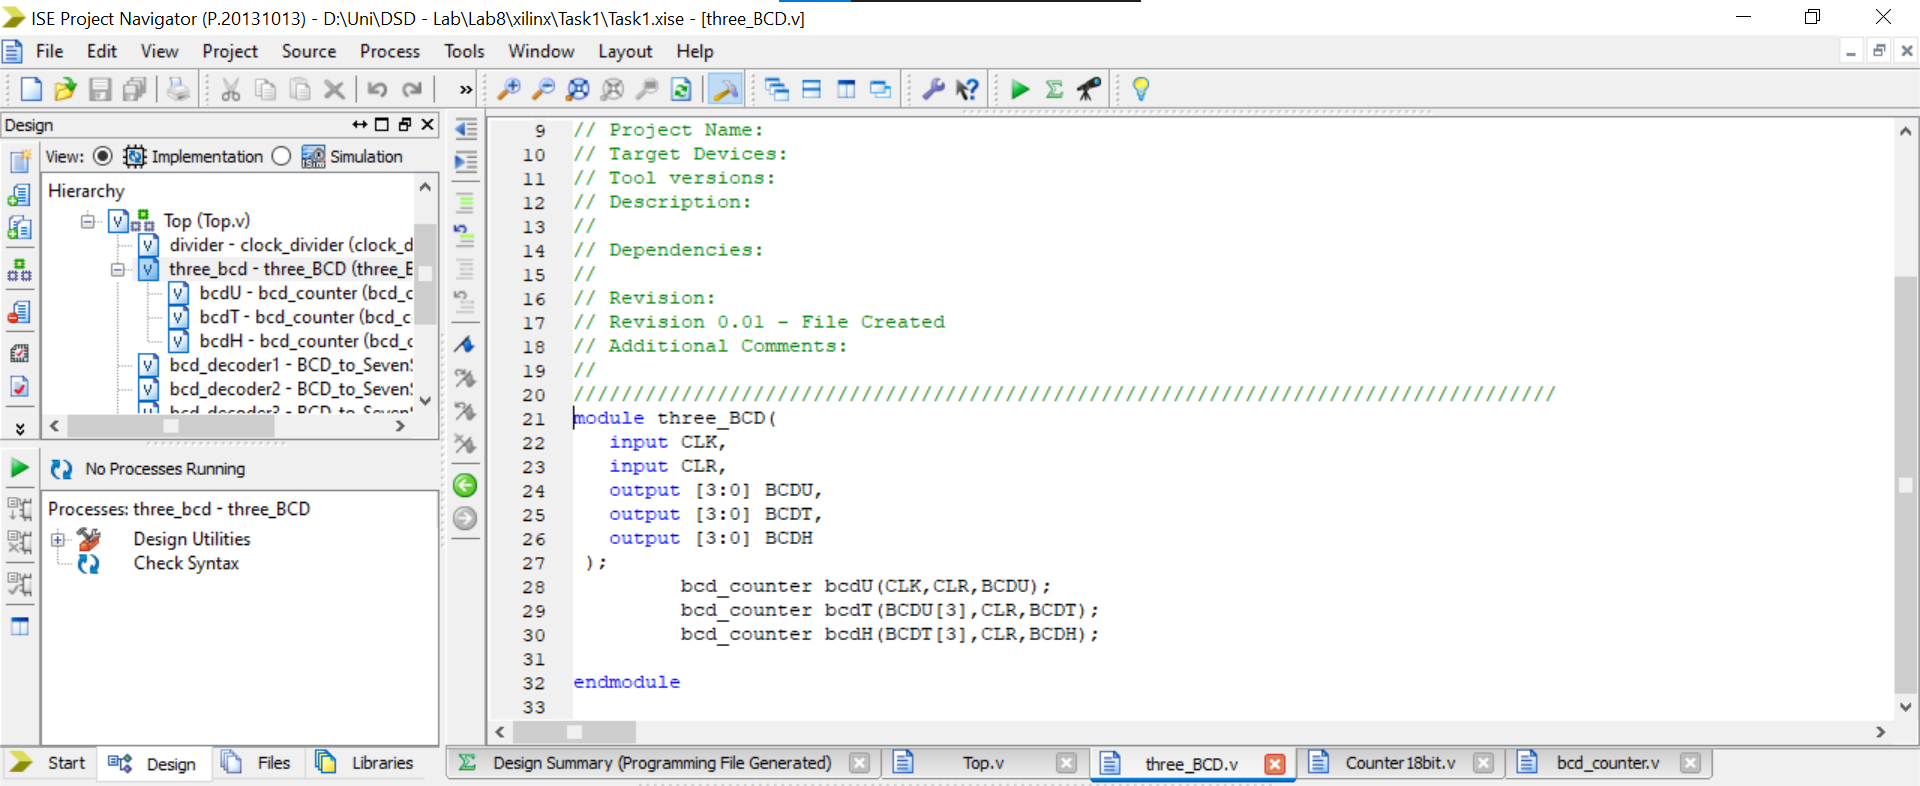 ISE Project Navigator (P.20131013) - D:\Uni\DSD - Lab\Lab8\xilinx\Task1\Task1.xise - [three_BCD.v]
File Edit View Project Source Process Tools Window Layout Help
Design
View: Implementation Simulation
Hierarchy
Top (Top.v)
divider - clock_divider (clock_d
three_bcd - three_BCD (three_E
bcdU - bcd_counter (bcd_c
bcdT - bcd_counter (bcd_c
bcdH - bcd_counter (bcd_c
bcd_decoder1 - BCD_to_Seven
bcd_decoder2 - BCD_to_Seven
bcd_decoder3 - BCD_to_Seven
No Processes Running
Processes: three_bcd - three_BCD
Design Utilities
Check Syntax
9 // Project Name:
10 // Target Devices:
11 // Tool versions:
12 // Description:
13 //
14 // Dependencies:
15 //
16 // Revision:
17 // Revision 0.01 - File Created
18 // Additional Comments:
19 //
20 //////////////////////////////////////////////////////////////////////////////////
21 module three_BCD(
22 input CLK,
23 input CLR,
24 output [3:0] BCDU,
25 output [3:0] BCDT,
26 output [3:0] BCDH
27 );
28 bcd_counter bcdU(CLK,CLR,BCDU);
29 bcd_counter bcdT(BCDU[3],CLR,BCDT);
30 bcd_counter bcdH(BCDT[3],CLR,BCDH);
31
32 endmodule
33
Start Design Files Libraries
Design Summary (Programming File Generated) Top.v three_BCD.v Counter18bit.v bcd_counter.v